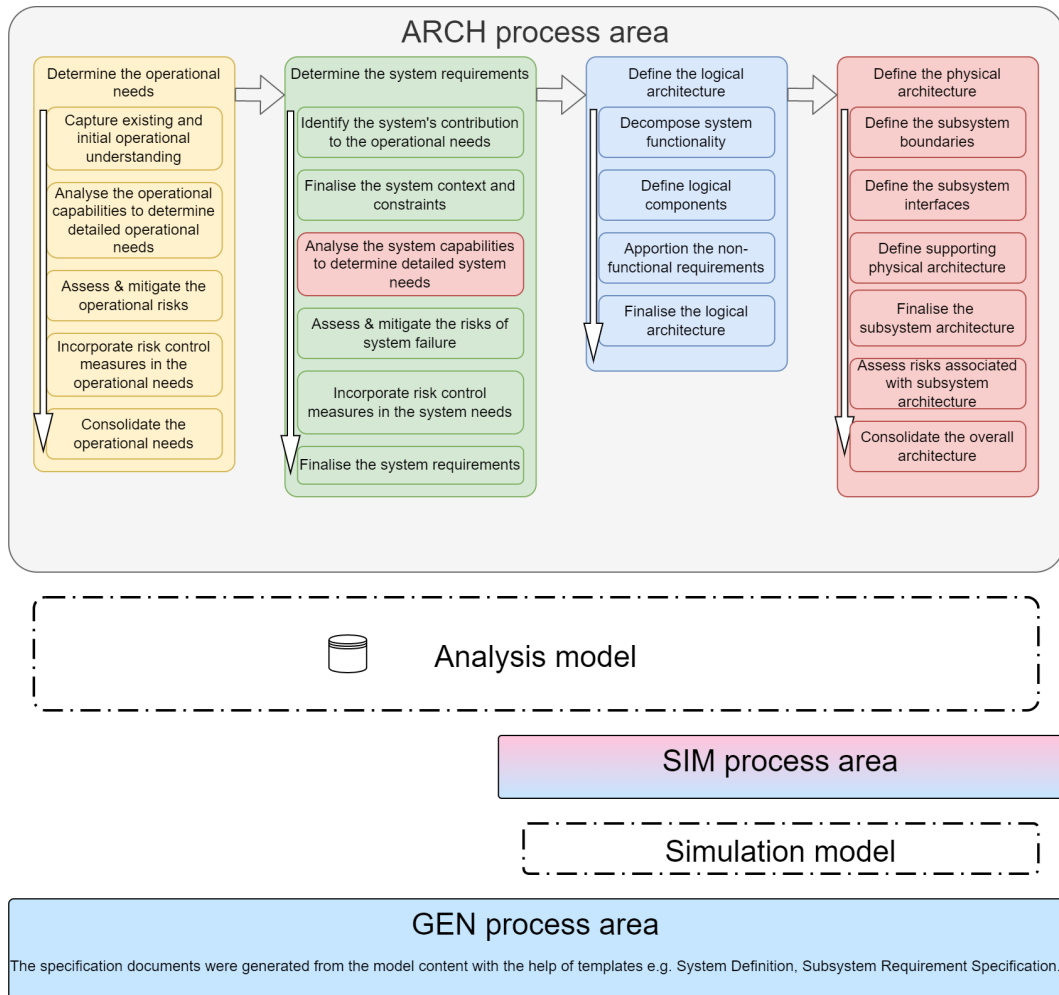 ARCH process area
Determine the operational
needs
Capture existing and
initial operational
understanding
Analyse the operational
capabilities to determine
detailed operational
needs
Assess & mitigate the
operational risks
Incorporate risk control
measures in the
operational needs
Consolidate the
operational needs
Determine the system requirements
Identify the system's contribution
to the operational needs
Finalise the system context and
constraints
Analyse the system capabilities
to determine detailed system
needs
Assess & mitigate the risks of
system failure
Incorporate risk control
measures in the system needs
Finalise the system requirements
Define the logical
architecture
Decompose system
functionality
Define logical
components
Apportion the non-
functional requirements
Finalise the logical
architecture
Define the physical
architecture
Define the subsystem
boundaries
Define the subsystem
interfaces
Define supporting
physical architecture
Finalise the
subsystem architecture
Assess risks associated
with subsystem
architecture
Consolidate the overall
architecture
Analysis model
SIM process area
Simulation model
GEN process area
The specification documents were generated from the model content with the help of templates e.g. System Definition, Subsystem Requirement Specification.